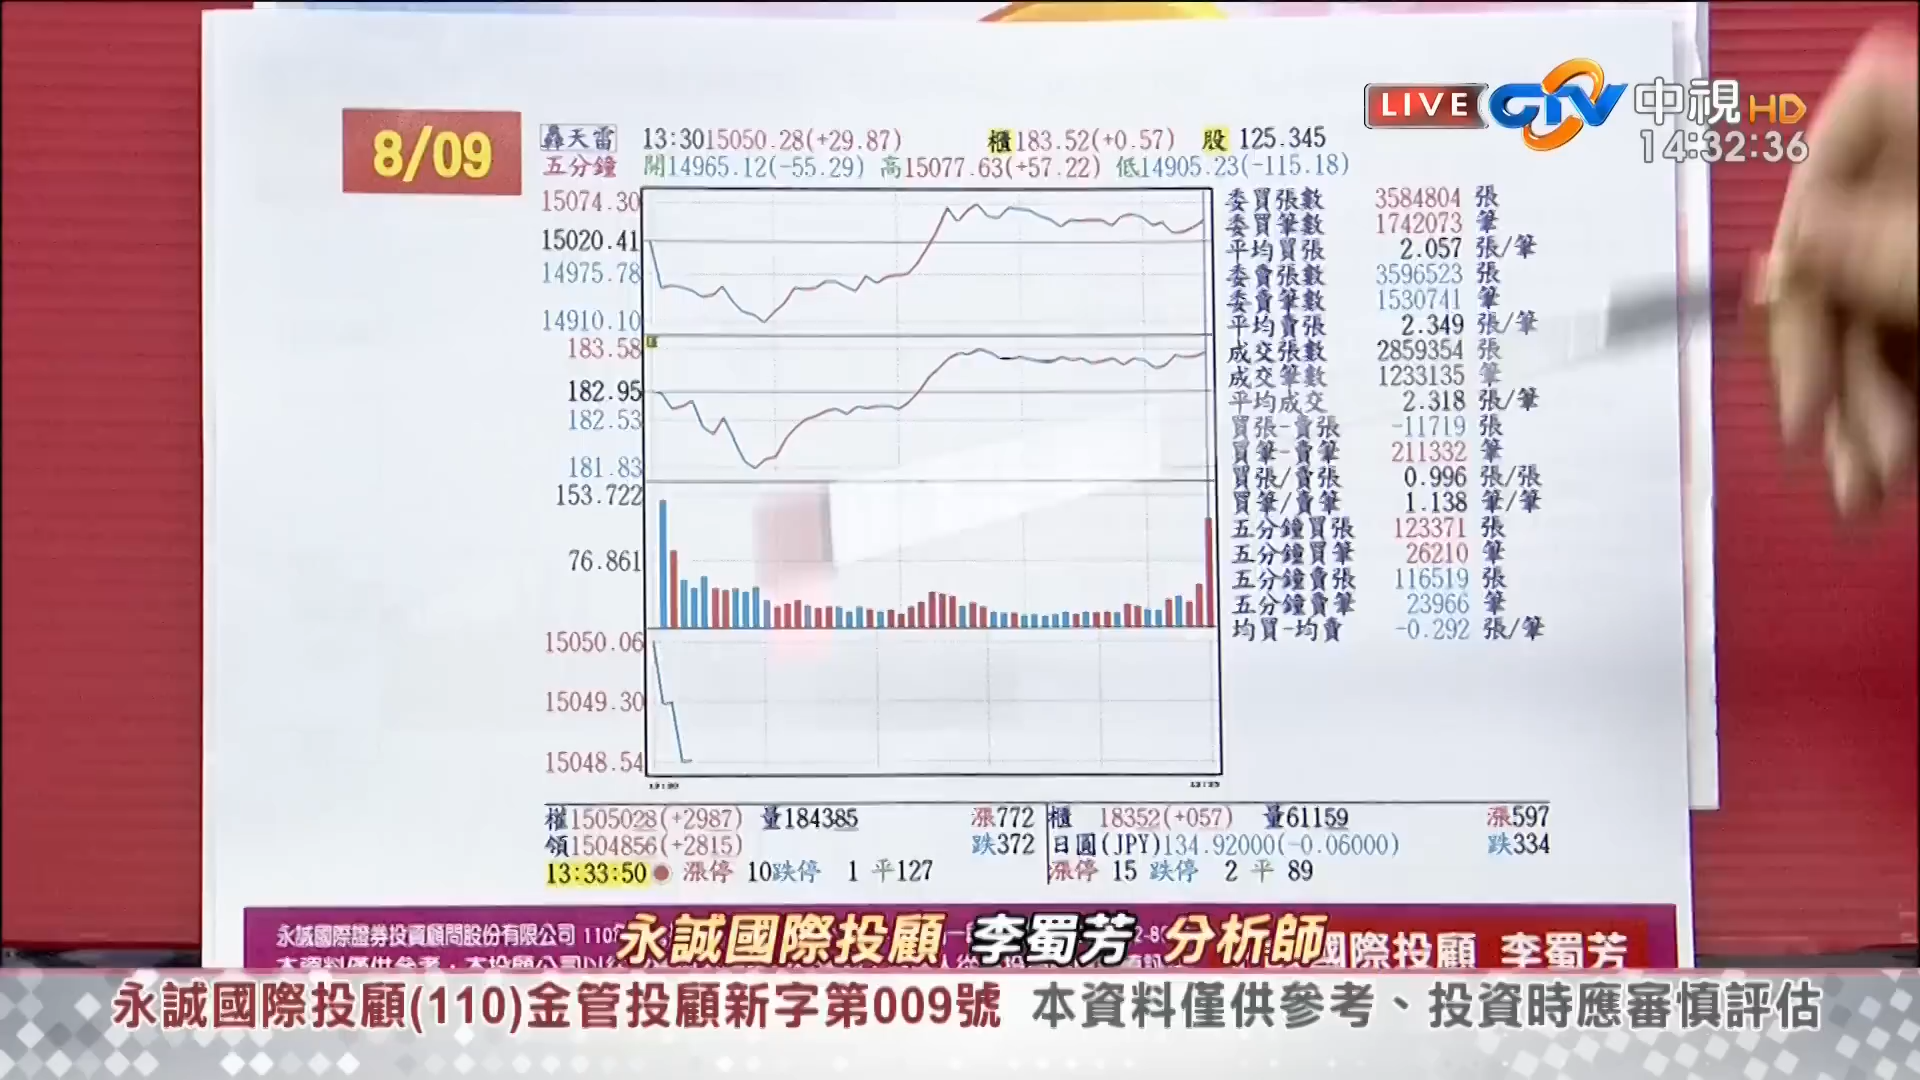 8/09
LIVE CTV 中視 HD
14:32:36
轟天雷 13:30 15050.28(+29.87) 櫃183.52(+0.57) 股 125.345
五分鐘 開14965.12(-55.29) 高15077.63(+57.22) 低14905.23(-115.18)
15074.30
15020.41
14975.78
14910.10
183.58
182.95
182.53
181.83
153.722
76.861
15050.06
15049.30
15048.54
委買張數 3584804 張
委買筆數 1742073 筆
平均買張 2.057 張/筆
委賣張數 3596523 張
委賣筆數 1530741 筆
平均賣張 2.349 張/筆
成交張數 2859354 張
成交筆數 1233135 筆
平均成交 2.318 張/筆
買張-賣張 -11719 張
買筆-賣筆 211332 筆
買張/賣張 0.996 張/張
買筆/賣筆 1.138 筆/筆
五分鐘買張 123371 張
五分鐘買筆 26210 筆
五分鐘賣張 116519 張
五分鐘賣筆 23966 筆
均買-均賣 -0.292 張/筆
權1505028(+2987) 量184385 漲772 櫃 18352(+057) 量61159 漲597
領1504856(+2815) 跌372 日圓(JPY)134.92000(-0.06000) 跌334
13:33:50 漲停 10跌停 1 平127 漲停 15 跌停 2 平 89
永誠國際證券投資顧問股份有限公司 110
國際投顧 李蜀芳
永誠國際投顧 李蜀芳 分析師
永誠國際投顧(110)金管投顧新字第009號 本資料僅供參考、投資時應審慎評估